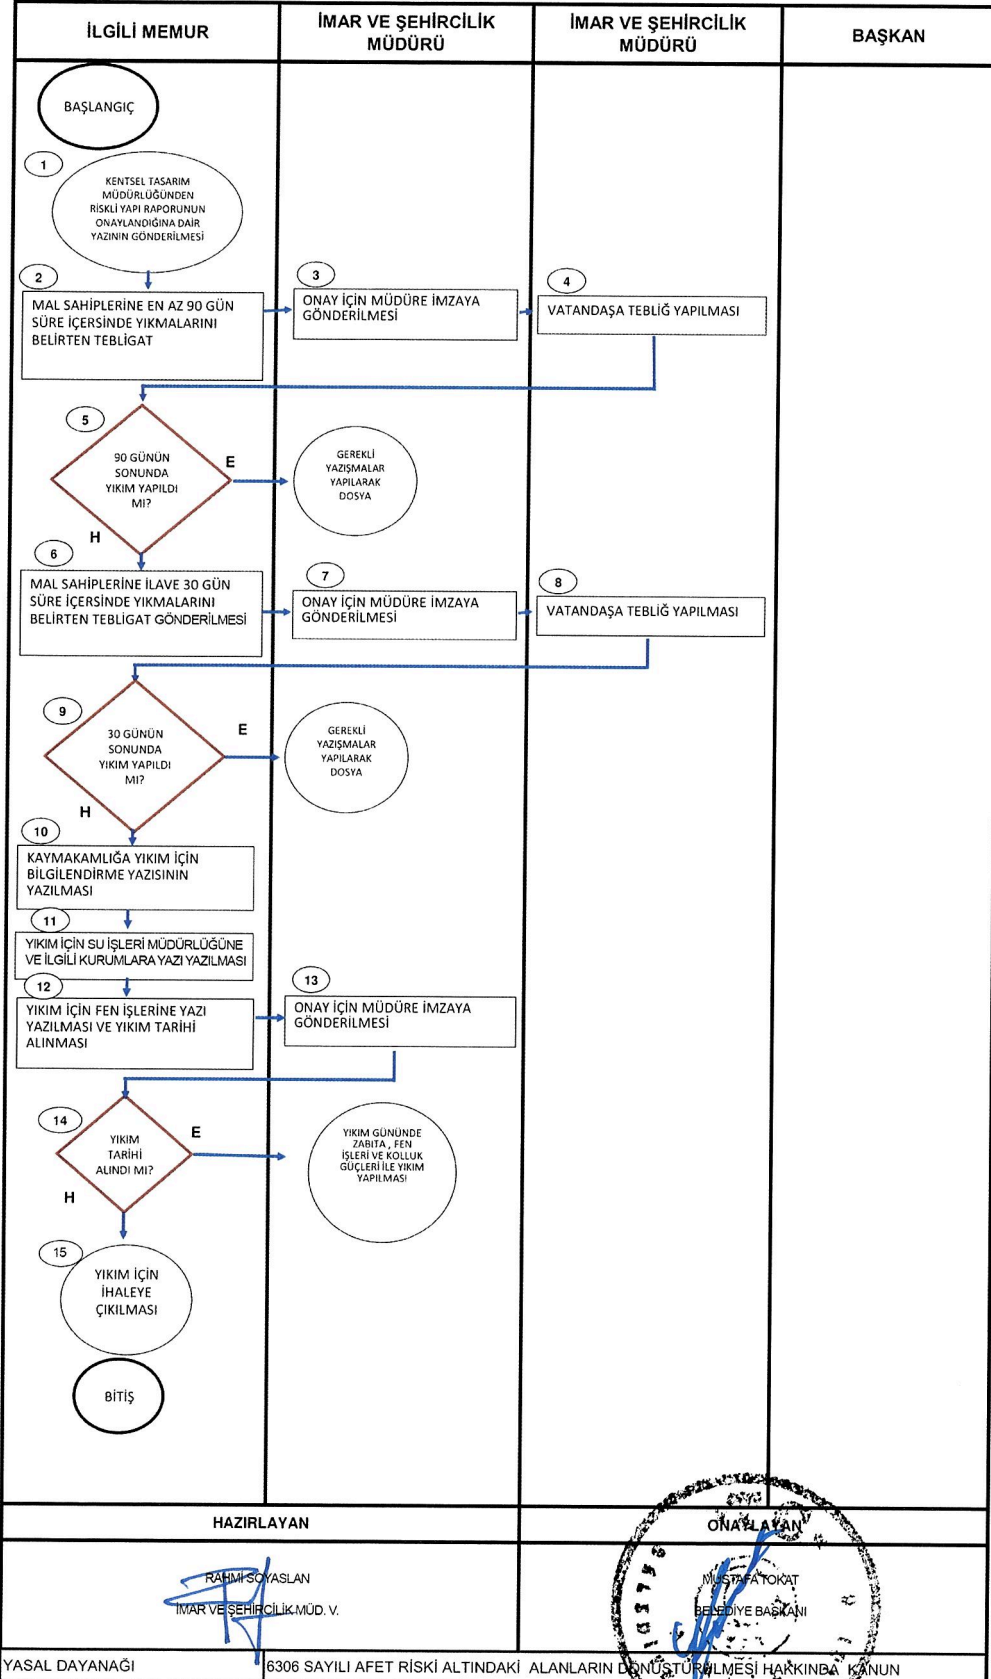 İLGİLİ MEMUR
İMAR VE ŞEHİRCİLİK
MÜDÜRÜ
İMAR VE ŞEHİRCİLİK
MÜDÜRÜ
BAŞKAN
BAŞLANGIÇ
1
KENTSEL TASARIM
MÜDÜRLÜĞÜNDEN
RİSKLİ YAPI RAPORUNUN
ONAYLANDIĞINA DAİR
YAZININ GÖNDERİLMESİ
2
MAL SAHİPLERİNE EN AZ 90 GÜN
SÜRE İÇERSİNDE YIKMALARINI
BELİRTEN TEBLİGAT
3
ONAY İÇİN MÜDÜRE İMZAYA
GÖNDERİLMESİ
4
VATANDAŞA TEBLİĞ YAPILMASI
5
90 GÜNÜN
SONUNDA
YIKIM YAPILDI
MI?
E
H
GEREKLİ
YAZIŞMALAR
YAPILARAK
DOSYA
6
MAL SAHİPLERİNE İLAVE 30 GÜN
SÜRE İÇERSİNDE YIKMALARINI
BELİRTEN TEBLİGAT GÖNDERİLMESİ
7
ONAY İÇİN MÜDÜRE İMZAYA
GÖNDERİLMESİ
8
VATANDAŞA TEBLİĞ YAPILMASI
9
30 GÜNÜN
SONUNDA
YIKIM YAPILDI
MI?
E
H
GEREKLİ
YAZIŞMALAR
YAPILARAK
DOSYA
10
KAYMAKAMLIĞA YIKIM İÇİN
BİLGİLENDİRME YAZISININ
YAZILMASI
11
YIKIM İÇİN SU İŞLERİ MÜDÜRLÜĞÜNE
VE İLGİLİ KURUMLARA YAZI YAZILMASI
12
YIKIM İÇİN FEN İŞLERİNE YAZI
YAZILMASI VE YIKIM TARİHİ
ALINMASI
13
ONAY İÇİN MÜDÜRE İMZAYA
GÖNDERİLMESİ
14
YIKIM
TARİHİ
ALINDI MI?
E
H
YIKIM GÜNÜNDE
ZABITA , FEN
İŞLERİ VE KOLLUK
GÜÇLERİ İLE YIKIM
YAPILMASI
15
YIKIM İÇİN
İHALEYE
ÇIKILMASI
BİTİŞ
HAZIRLAYAN
ONAYLAYAN
RAHMİ SOYASLAN
İMAR VE ŞEHİRCİLİK MÜD. V.
MUSTAFA TOKAT
BELEDİYE BAŞKANI
YASAL DAYANAĞI
6306 SAYILI AFET RİSKİ ALTINDAKİ ALANLARIN DÖNÜŞTÜRÜLMESİ HAKKINDA KANUN